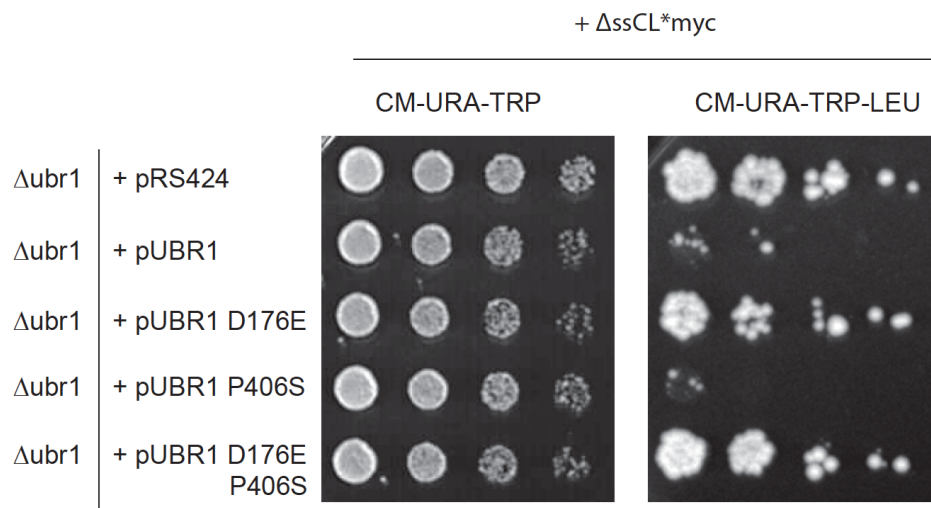 + ΔssCL*myc
CM-URA-TRP CM-URA-TRP-LEU
Δubr1 + pRS424
Δubr1 + pUBR1
Δubr1 + pUBR1 D176E
Δubr1 + pUBR1 P406S
Δubr1 + pUBR1 D176E
P406S